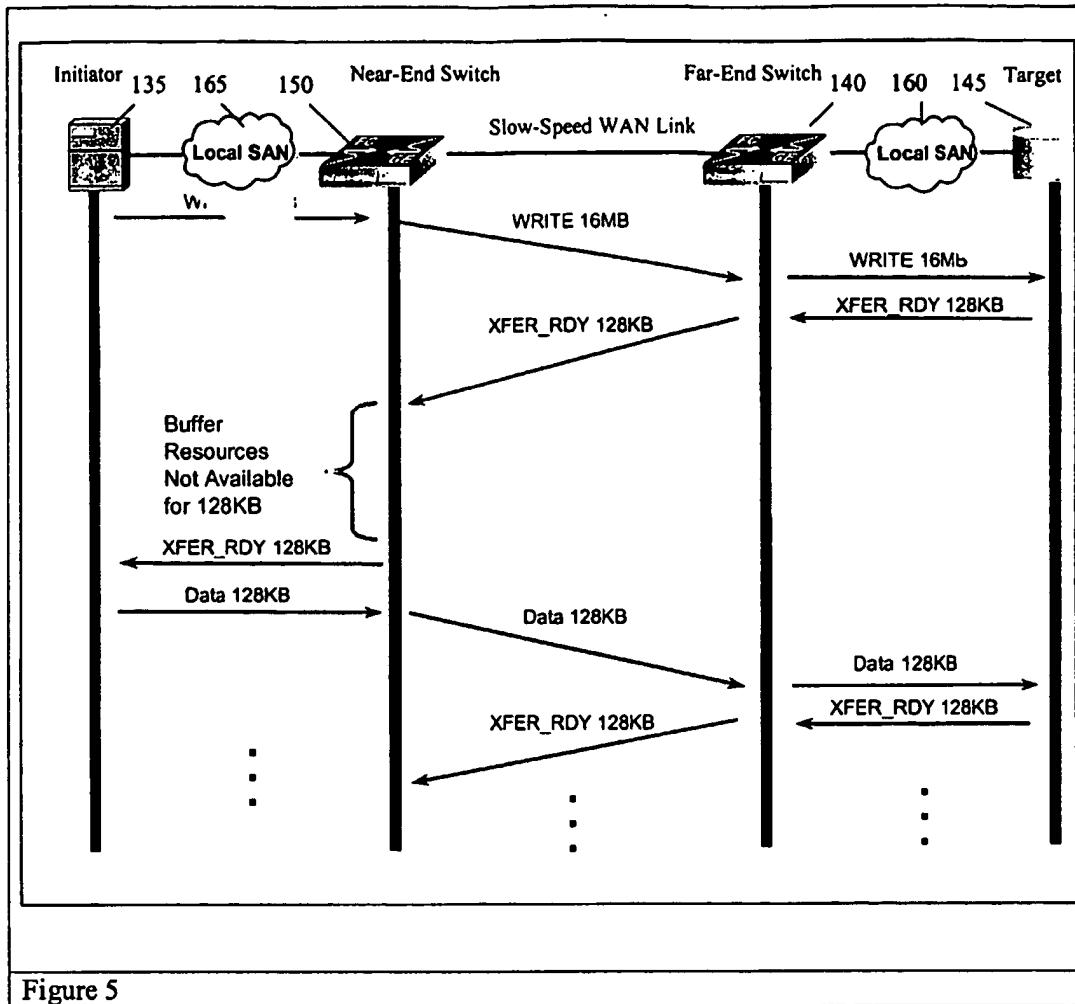 Initiator
135
165
150
Near-End Switch
Far-End Switch
140
160
145
Target
Local SAN
Slow-Speed WAN Link
Local SAN
WRITE 16MB
WRITE 16Mb
XFER_RDY 128KB
XFER_RDY 128KB
Buffer
Resources
Not Available
for 128KB
XFER_RDY 128KB
Data 128KB
Data 128KB
Data 128KB
XFER_RDY 128KB
XFER_RDY 128KB
Figure 5